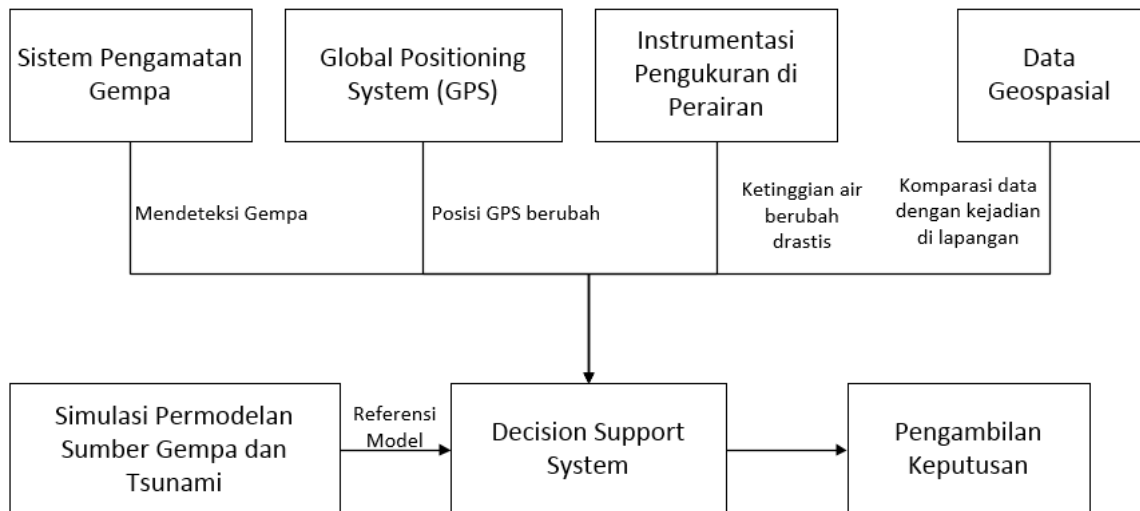 Sistem Pengamatan
Gempa
Global Positioning
System (GPS)
Instrumentasi
Pengukuran di
Perairan
Data
Geospasial
Mendeteksi Gempa
Posisi GPS berubah
Ketinggian air
berubah
drastis
Komparasi data
dengan kejadian
di lapangan
Simulasi Permodelan
Sumber Gempa dan
Tsunami
Referensi
Model
Decision Support
System
Pengambilan
Keputusan